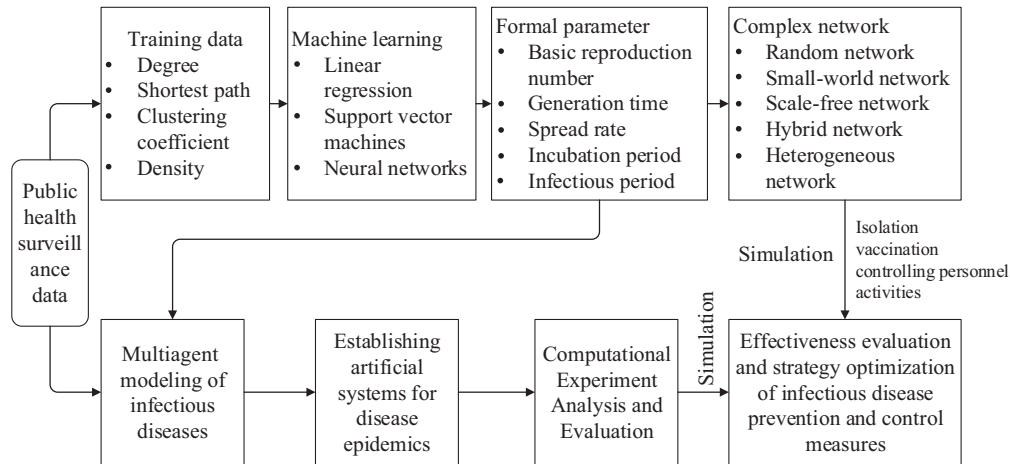 Public
health
surveill
ance
data
Training data
• Degree
• Shortest path
• Clustering
coefficient
• Density
Machine learning
• Linear
regression
• Support vector
machines
• Neural networks
Formal parameter
• Basic reproduction
number
• Generation time
• Spread rate
• Incubation period
• Infectious period
Complex network
• Random network
• Small-world network
• Scale-free network
• Hybrid network
• Heterogeneous
network
Simulation
Isolation
vaccination
controlling personnel
activities
Multiagent
modeling of
infectious
diseases
Establishing
artificial
systems for
disease
epidemics
Computational
Experiment
Analysis and
Evaluation
Simulation
Effectiveness evaluation
and strategy optimization
of infectious disease
prevention and control
measures